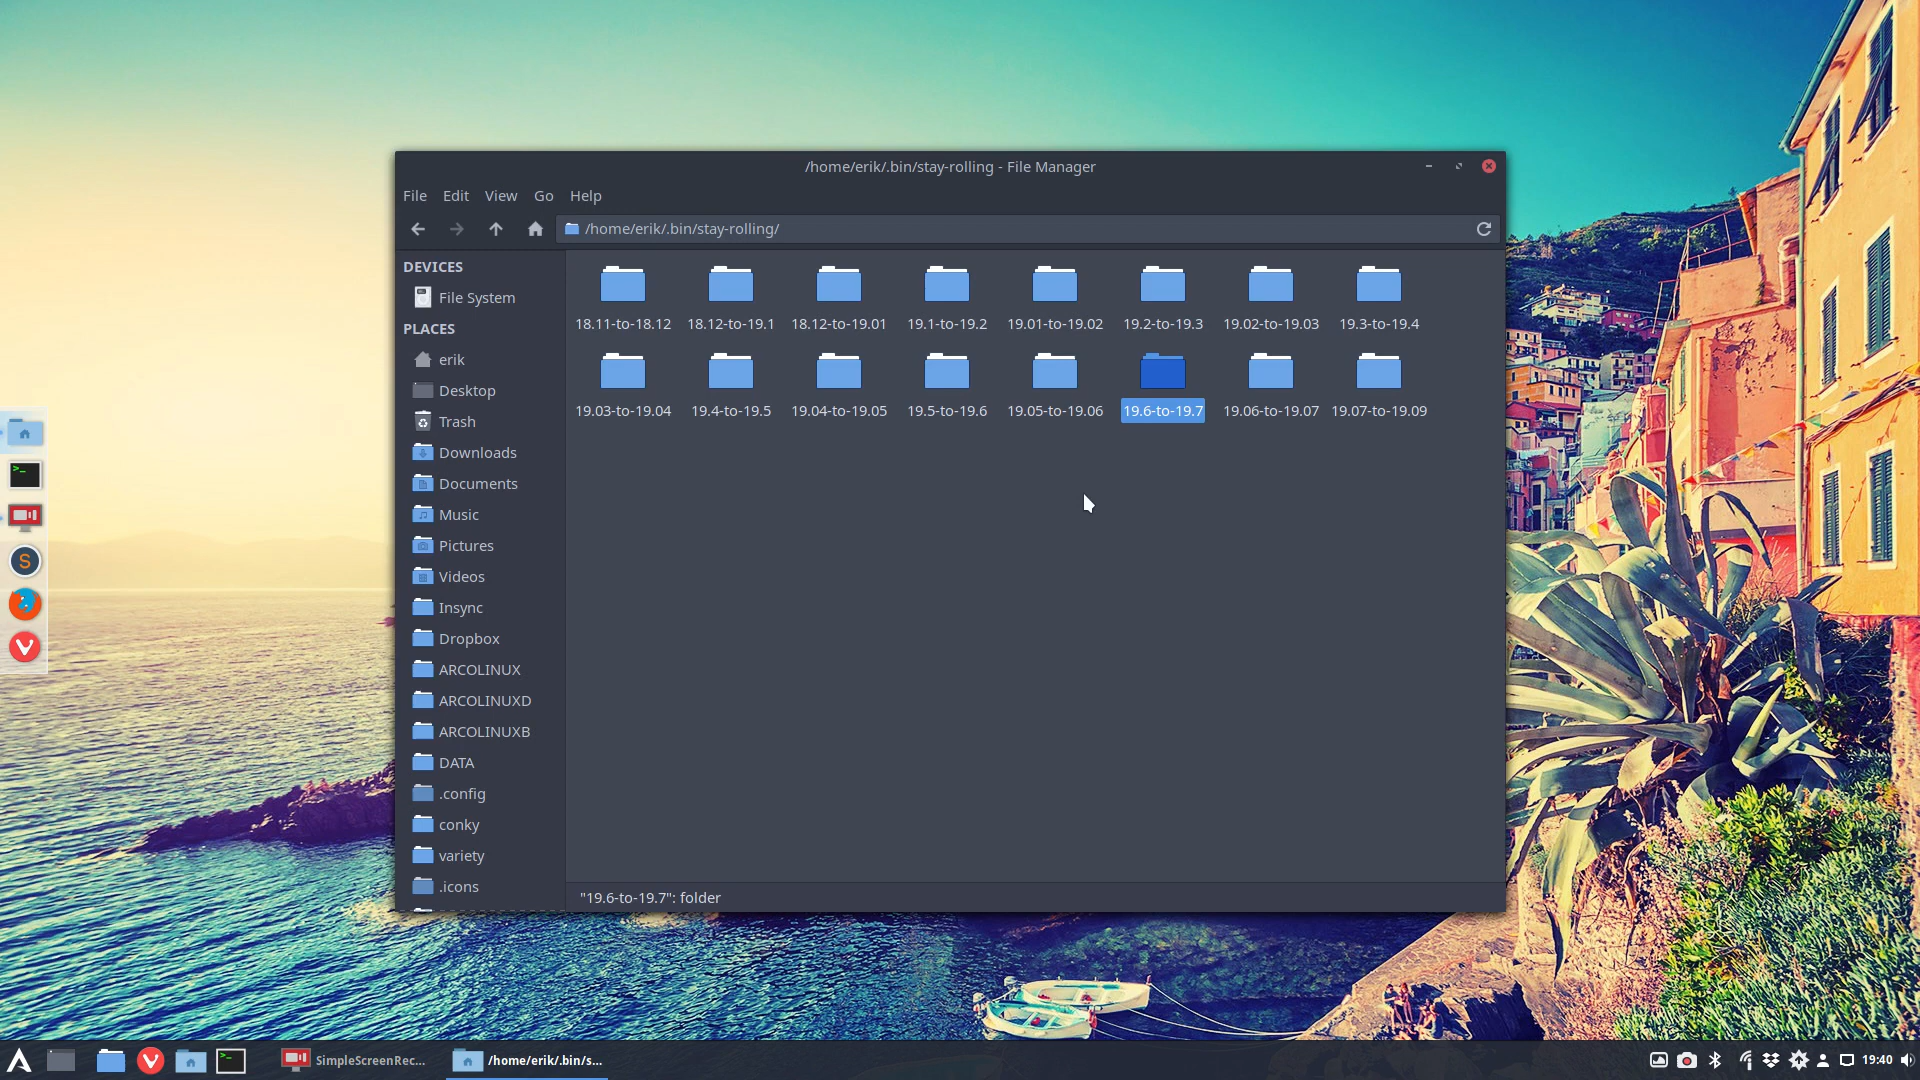 /home/erik/.bin/stay-rolling - File Manager
File Edit View Go Help
/home/erik/.bin/stay-rolling/
DEVICES
File System
PLACES
erik
Desktop
Trash
Downloads
Documents
Music
Pictures
Videos
Insync
Dropbox
ARCOLINUX
ARCOLINUXD
ARCOLINUXB
DATA
.config
conky
variety
.icons
18.11-to-18.12 18.12-to-19.1 18.12-to-19.01 19.1-to-19.2 19.01-to-19.02 19.2-to-19.3 19.02-to-19.03 19.3-to-19.4
19.03-to-19.04 19.4-to-19.5 19.04-to-19.05 19.5-to-19.6 19.05-to-19.06 19.6-to-19.7 19.06-to-19.07 19.07-to-19.09
"19.6-to-19.7": folder
SimpleScreenRec... /home/erik/.bin/s... 19:40